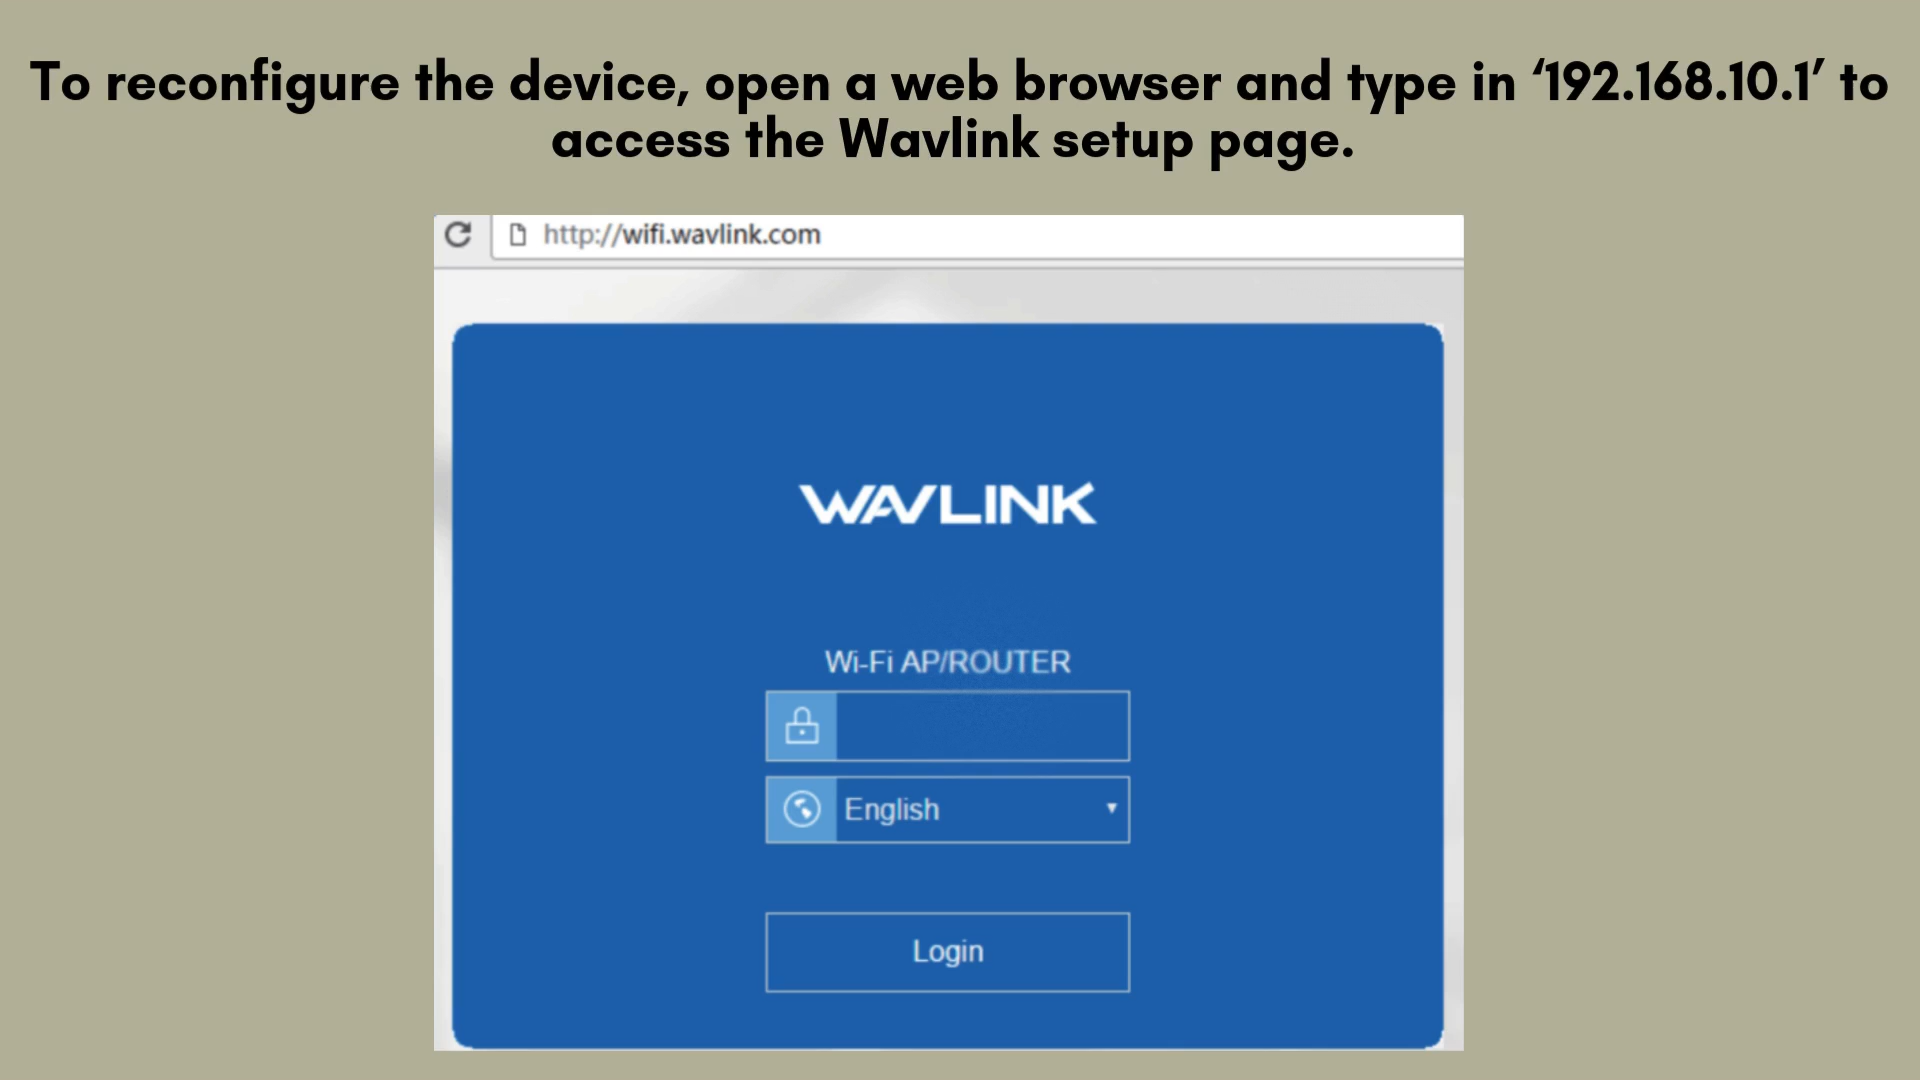 To reconfigure the device, open a web browser and type in ‘192.168.10.1’ to
access the Wavlink setup page.
http://wifi.wavlink.com
WAVLINK
Wi-Fi AP/ROUTER
English
Login